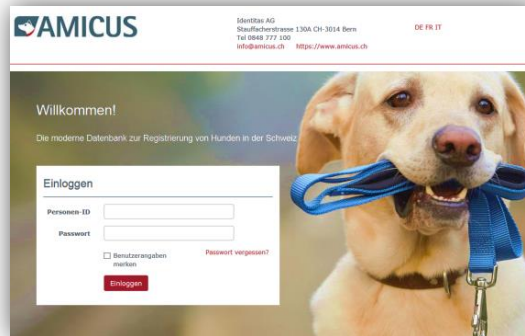 AMICUS
Identitas AG
Stauffacherstrasse 130A CH-3014 Bern
Tel 0848 777 100
info@amicus.ch https://www.amicus.ch
DE FR IT
Willkommen!
Die moderne Datenbank zur Registrierung von Hunden in der Schweiz
Einloggen
Personen-ID
Passwort
Benutzerangaben
merken
Passwort vergessen?
Einloggen